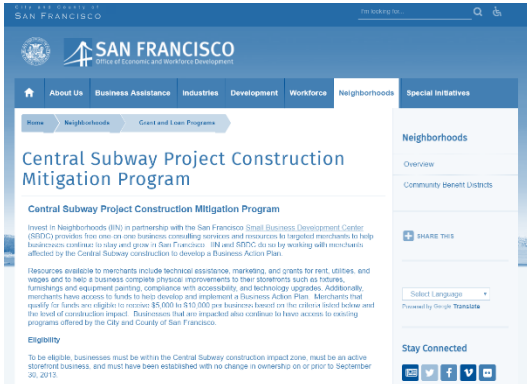 City and County of
SAN FRANCISCO
I'm looking for...
SAN FRANCISCO
Office of Economic and Workforce Development
About Us Business Assistance Industries Development Workforce Neighborhoods Special Initiatives
Home Neighborhoods Grant and Loan Programs
Neighborhoods
Central Subway Project Construction
Mitigation Program
Overview
Community Benefit Districts
Central Subway Project Construction Mitigation Program
Invest In Neighborhoods (IIN) in partnership with the San Francisco Small Business Development Center
(SBDC) provides free one-on-one business consulting services and resources to targeted merchants to help
businesses continue to stay and grow in San Francisco. IIN and SBDC do so by working with merchants
affected by the Central Subway construction to develop a Business Action Plan.
SHARE THIS
Resources available to merchants include technical assistance, marketing, and grants for rent, utilities, and
wages and to help a business complete physical improvements to their storefronts such as fixtures,
furnishings and equipment painting, compliance with accessibility, and technology upgrades. Additionally,
merchants have access to funds to help develop and implement a Business Action Plan. Merchants that
qualify for funds are eligible to receive $5,000 to $10,000 per business based on the criteria listed below and
the level of construction impact. Businesses that are impacted also continue to have access to existing
programs offered by the City and County of San Francisco.
Select Language
Powered by Google Translate
Eligibility
Stay Connected
To be eligible, businesses must be within the Central Subway construction impact zone, must be an active
storefront business, and must have been established with no change in ownership on or prior to September
30, 2013.